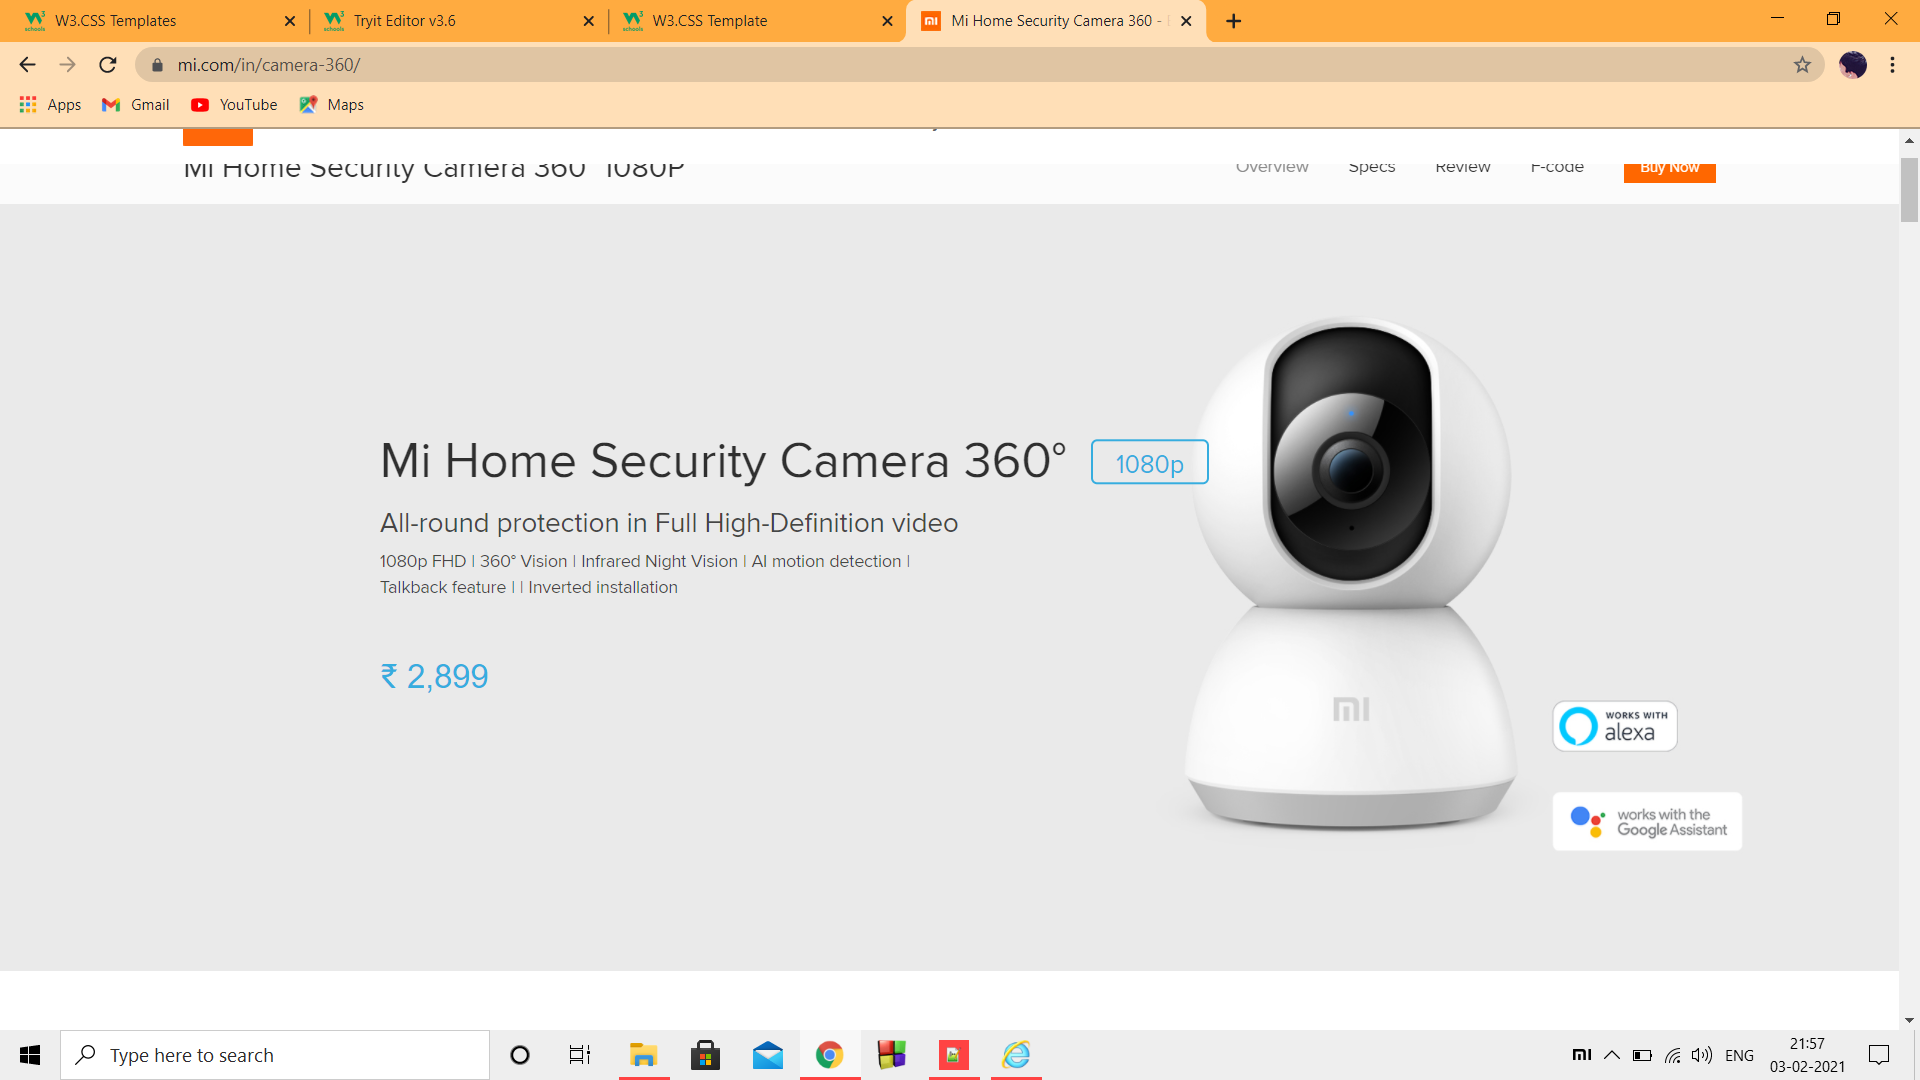 W3.CSS Templates
Tryit Editor v3.6
W3.CSS Template
Mi Home Security Camera 360 -
mi.com/in/camera-360/
Apps
Gmail
YouTube
Maps
Mi Home Security Camera 360° 1080P
Overview
Specs
Review
F-code
Buy Now
Mi Home Security Camera 360°
1080p
All-round protection in Full High-Definition video
1080p FHD | 360° Vision | Infrared Night Vision | AI motion detection |
Talkback feature | | Inverted installation
₹ 2,899
mi
WORKS WITH
alexa
works with the
Google Assistant
Type here to search
mi
ENG
21:57
03-02-2021